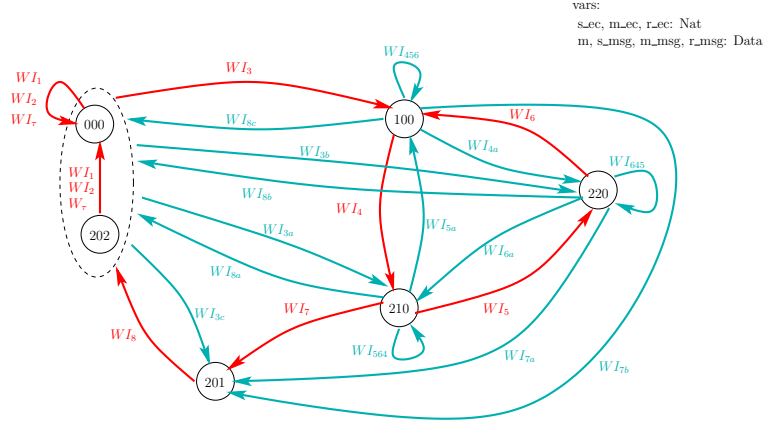 vars:
s_ec, m_ec, r_ec: Nat
m, s_msg, m_msg, r_msg: Data
WI456
WI3
WI1
WI2
WIτ
000
WI8c
100
WI6
WI4a
WI3b
WI645
WI1
WI2
Wτ
WI8b
220
202
WI4
WI5a
WI3a
WI6a
WI8a
WI7
210
WI5
WI3c
WI8
WI564
WI7a
WI7b
201